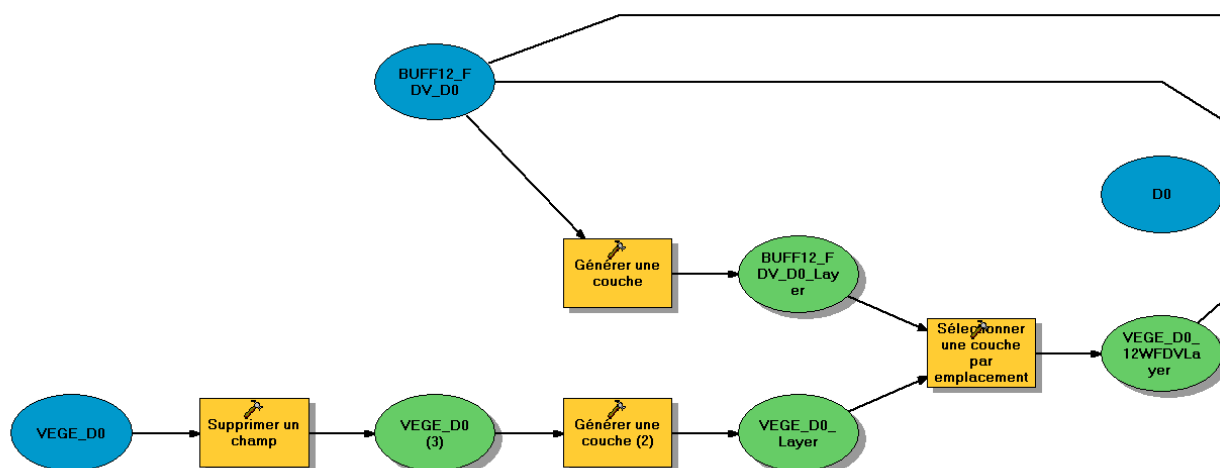 BUFF12_F
DV_D0
D0
Générer une
couche
BUFF12_F
DV_D0_Lay
er
Sélectionner
une couche
par
emplacement
VEGE_D0_
12WFDVLa
yer
VEGE_D0
Supprimer un
champ
VEGE_D0
(3)
Générer une
couche (2)
VEGE_D0_
Layer